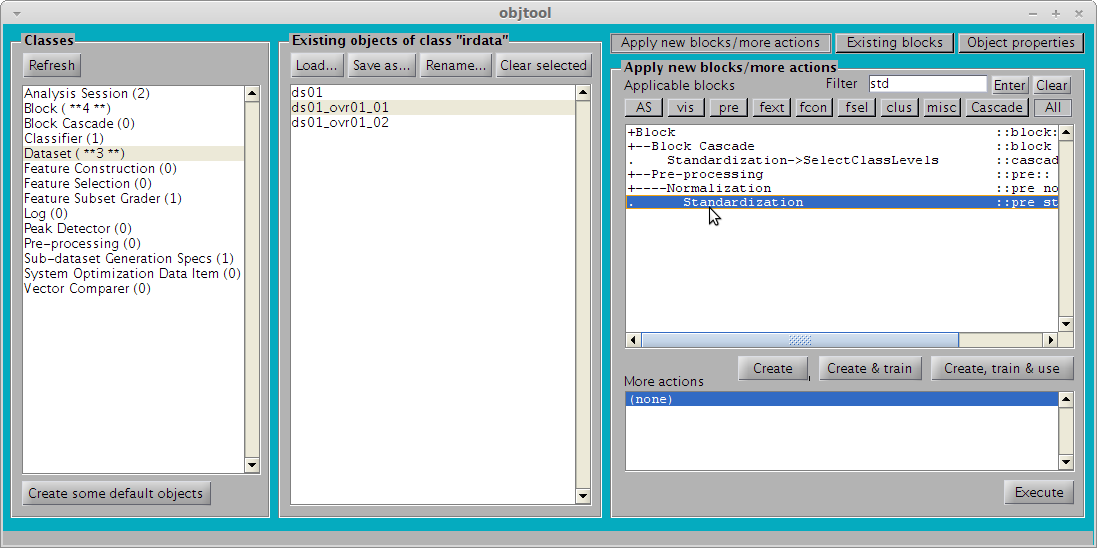 objtool
Classes
Refresh
Analysis Session (2)
Block ( **4 **)
Block Cascade (0)
Classifier (1)
Dataset ( **3 **)
Feature Construction (0)
Feature Selection (0)
Feature Subset Grader (1)
Log (0)
Peak Detector (0)
Pre-processing (0)
Sub-dataset Generation Specs (1)
System Optimization Data Item (0)
Vector Comparer (0)
Create some default objects
Existing objects of class "irdata"
Load... Save as... Rename... Clear selected
ds01
ds01_ovr01_01
ds01_ovr01_02
Apply new blocks/more actions Existing blocks Object properties
Apply new blocks/more actions
Applicable blocks Filter std Enter Clear
AS vis pre fext fcon fsel clus misc Cascade All
+Block ::block:
+--Block Cascade ::block
. Standardization->SelectClassLevels ::cascad
+--Pre-processing ::pre::
+----Normalization ::pre no
. Standardization ::pre st
Create Create & train Create, train & use
More actions
(none)
Execute